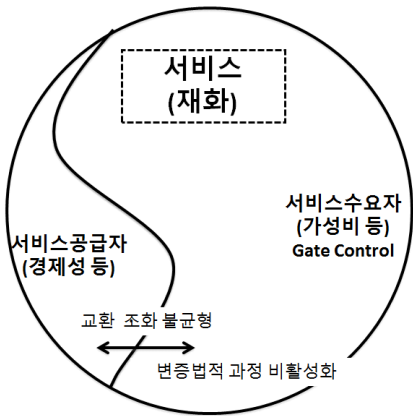 서비스
(재화)
서비스수요자
(가성비 등)
Gate Control
서비스공급자
(경제성 등)
교환 조화 불균형
변증법적 과정 비활성화